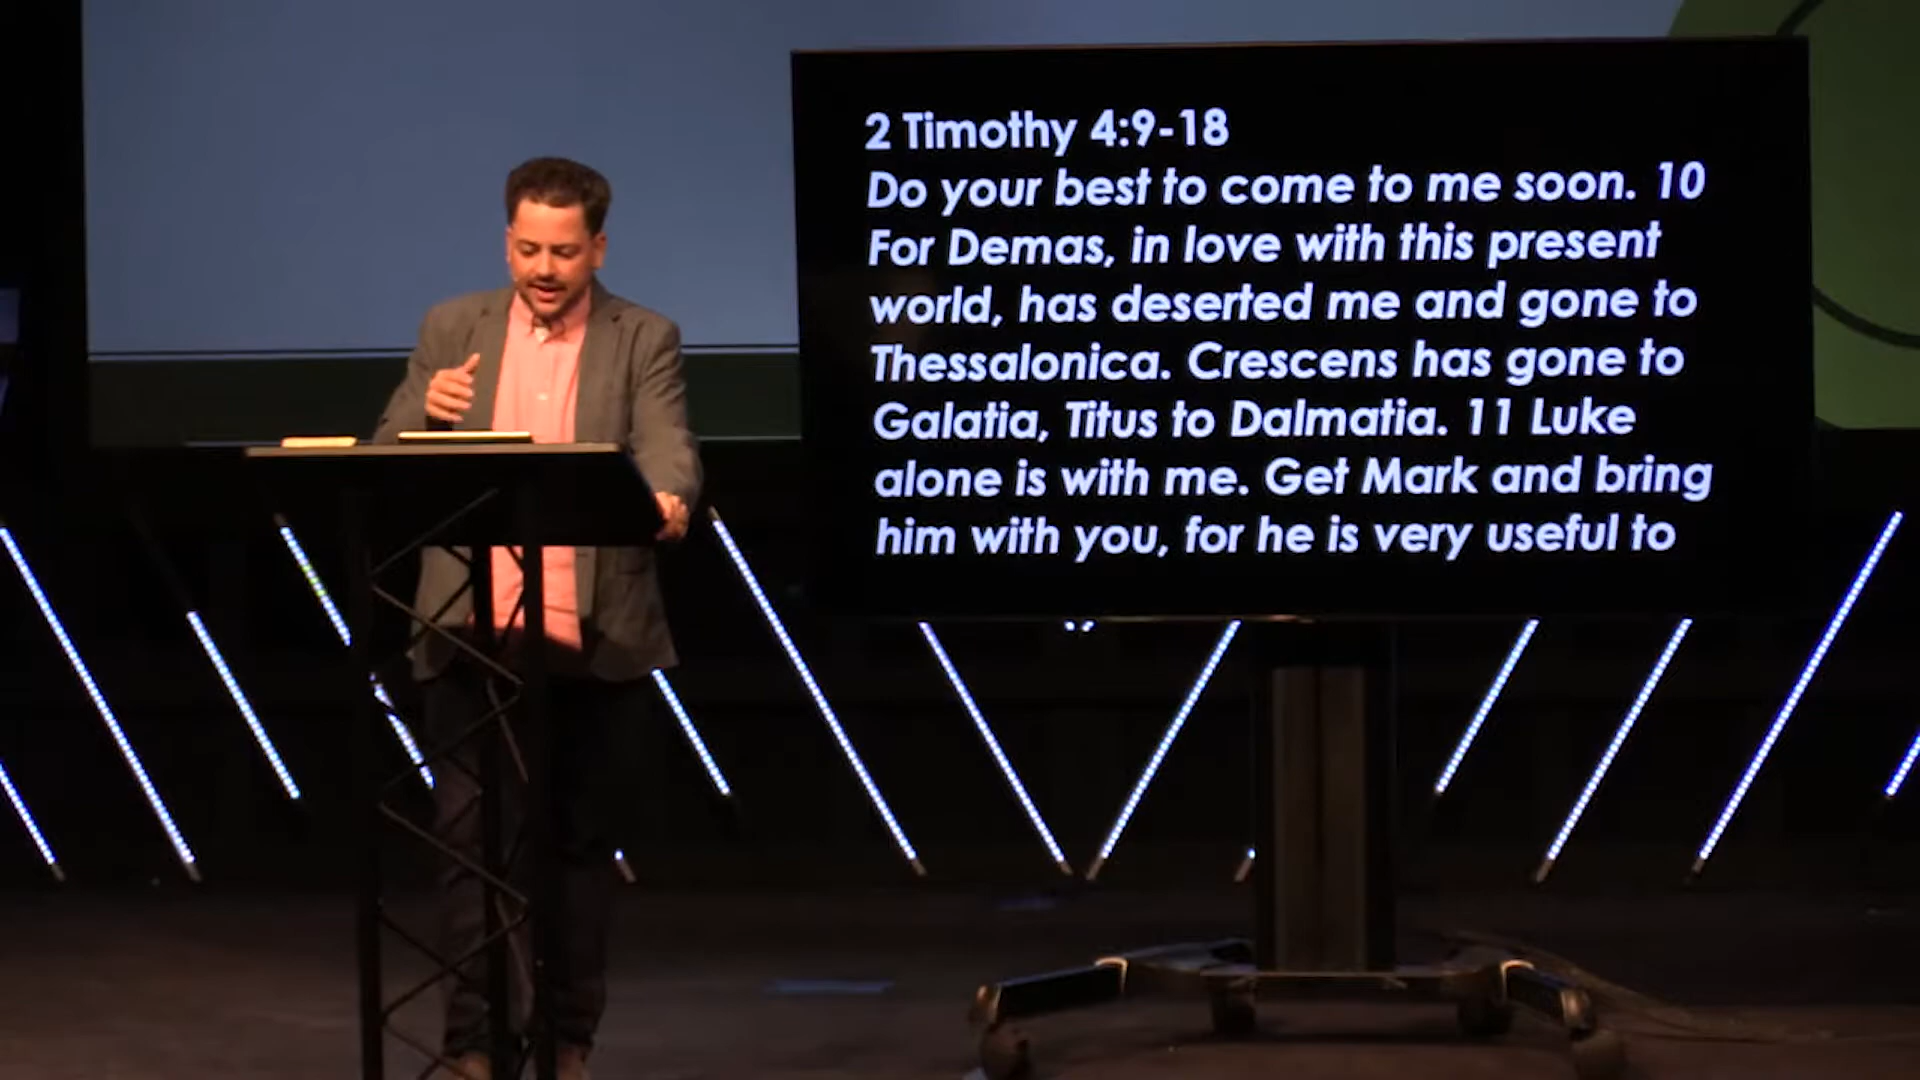 2 Timothy 4:9-18
Do your best to come to me soon. 10
For Demas, in love with this present
world, has deserted me and gone to
Thessalonica. Crescens has gone to
Galatia, Titus to Dalmatia. 11 Luke
alone is with me. Get Mark and bring
him with you, for he is very useful to